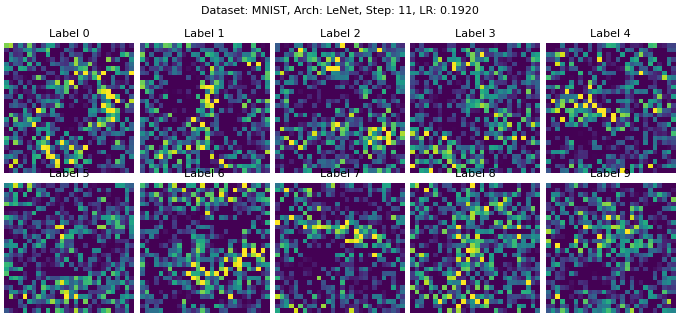 Dataset: MNIST, Arch: LeNet, Step: 11, LR: 0.1920
Label 0 Label 1 Label 2 Label 3 Label 4
Label 5 Label 6 Label 7 Label 8 Label 9